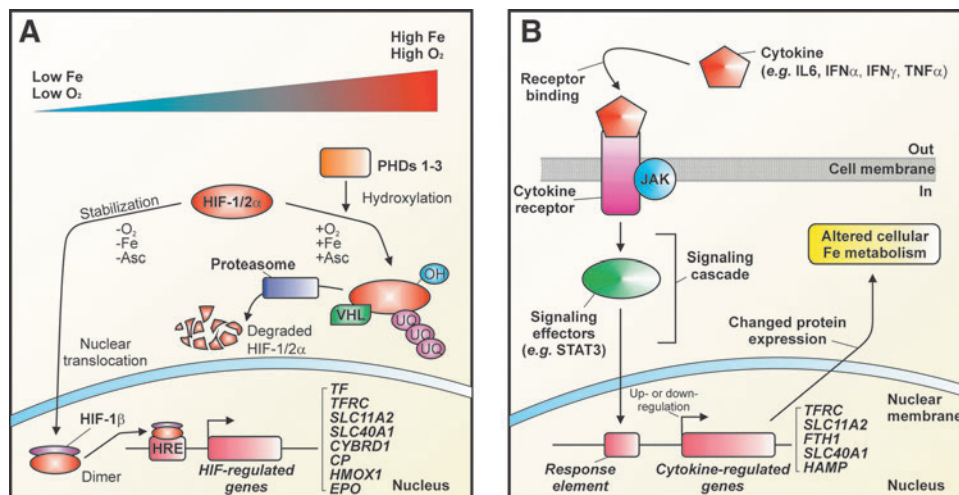 A
High Fe
High O₂
Low Fe
Low O₂
PHDs 1-3
Hydroxylation
HIF-1/2α
Stabilization
-O₂
-Fe
-Asc
+O₂
+Fe
+Asc
OH
Proteasome
VHL
UQ
UQ
UQ
Degraded
HIF-1/2α
Nuclear
translocation
HIF-1β
Dimer
HRE
HIF-regulated
genes
TF
TFRC
SLC11A2
SLC40A1
CYBRD1
CP
HMOX1
EPO
Nucleus
B
Cytokine
(e.g. IL6, IFNα, IFNγ, TNFα)
Receptor
binding
Out
Cell membrane
In
JAK
Cytokine
receptor
Signaling
cascade
Altered cellular
Fe metabolism
Signaling
effectors
(e.g. STAT3)
Changed protein
expression
Up- or down-
regulation
Nuclear
membrane
Response
element
Cytokine-regulated
genes
TFRC
SLC11A2
FTH1
SLC40A1
HAMP
Nucleus